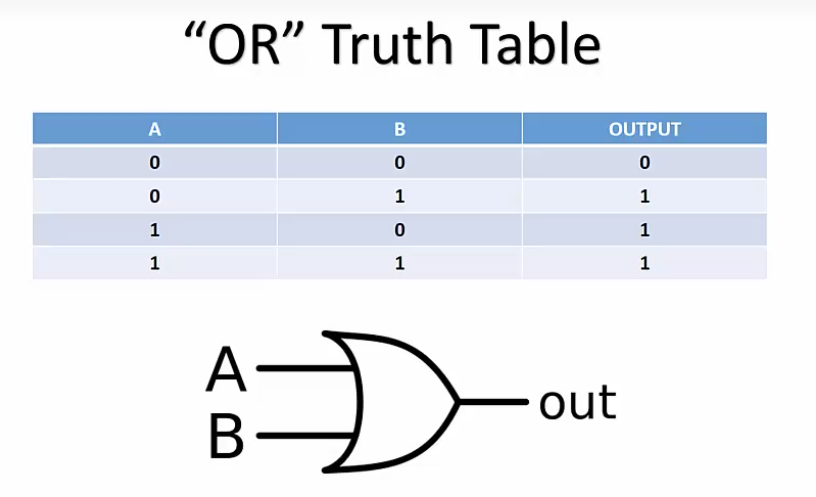 “OR” Truth Table
A B OUTPUT
0 0 0
0 1 1
1 0 1
1 1 1
A
out
B